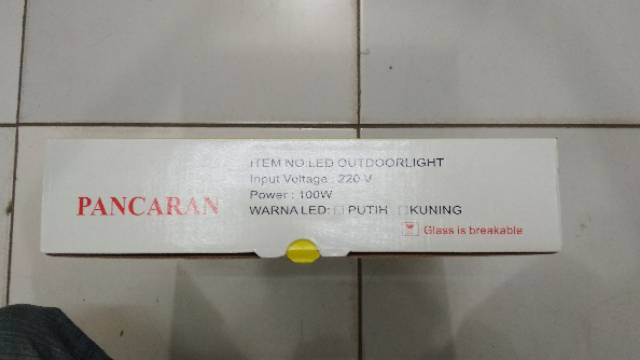 PANCARAN
ITEM NO:LED OUTDOORLIGHT
Input Voltage : 220 V
Power : 100W
WARNA LED: PUTIH KUNING
Glass is breakable